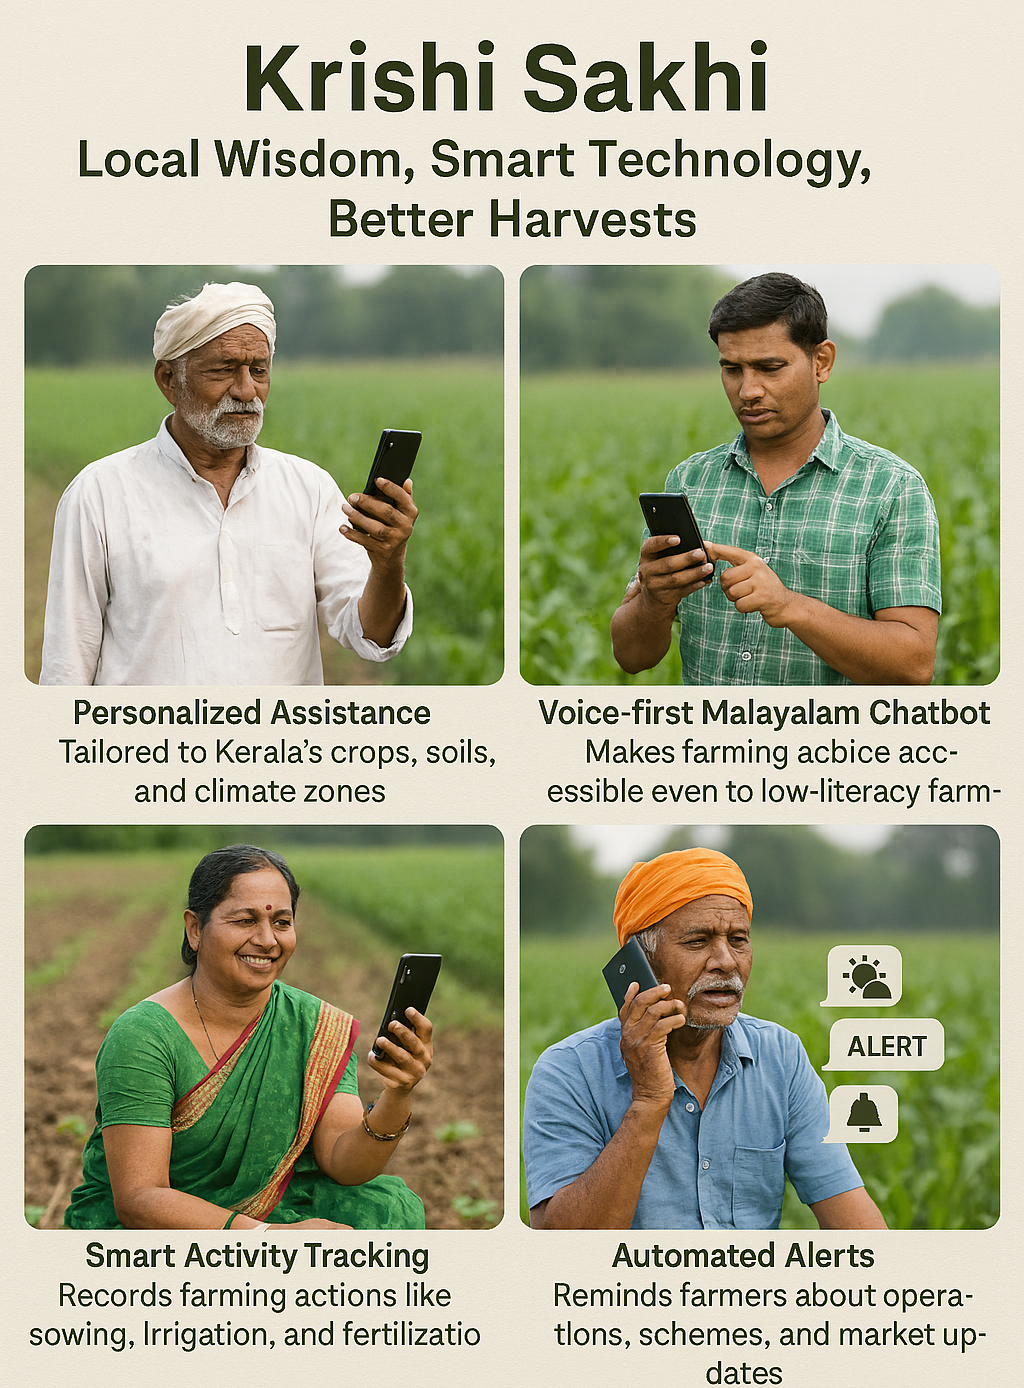 Krishi Sakhi
Local Wisdom, Smart Technology,
Better Harvests
Personalized Assistance
Tailored to Kerala's crops, soils,
and climate zones
Voice-first Malayalam Chatbot
Makes farming acbice acc-
essible even to low-literacy farm-
ALERT
Smart Activity Tracking
Records farming actions like
sowing, Irrigation, and fertilizatio
Automated Alerts
Reminds farmers about opera-
tlons, schemes, and market up-
dates